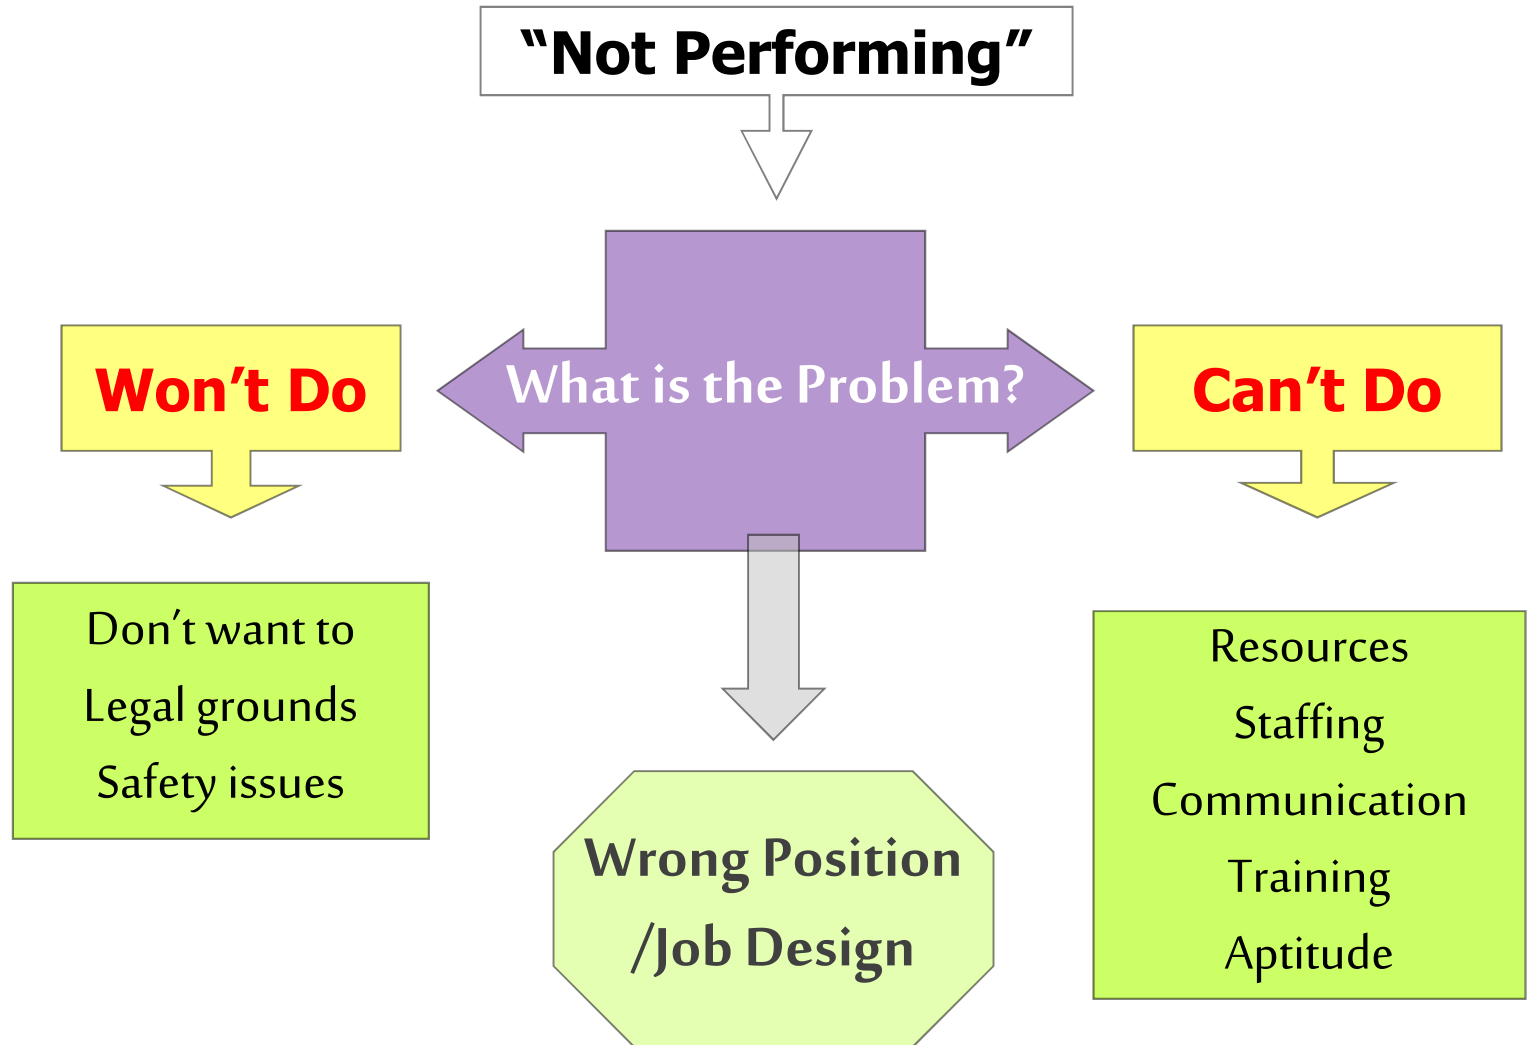 “Not Performing”
What is the Problem?
Won’t Do
Can’t Do
Don’t want to
Legal grounds
Safety issues
Wrong Position
/Job Design
Resources
Staffing
Communication
Training
Aptitude